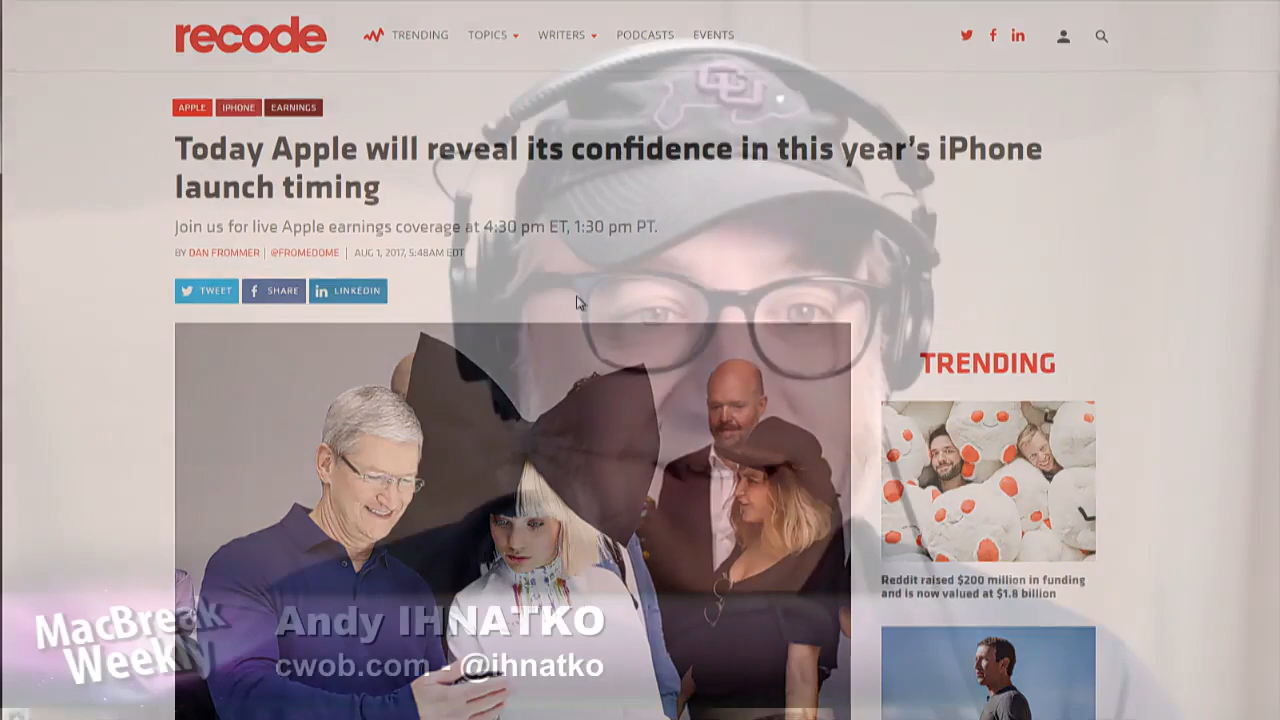 recode
TRENDING TOPICS WRITERS PODCASTS EVENTS
APPLE IPHONE EARNINGS
Today Apple will reveal its confidence in this year's iPhone
launch timing
Join us for live Apple earnings coverage at 4:30 pm ET, 1:30 pm PT.
BY DAN FROMMER | @FROMEDOME | AUG 1, 2017, 5:48AM EDT
TWEET SHARE LINKEDIN
TRENDING
Reddit raised $200 million in funding
and is now valued at $1.8 billion
MacBreak
Weekly
Andy IHNATKO
cwob.com - @ihnatko